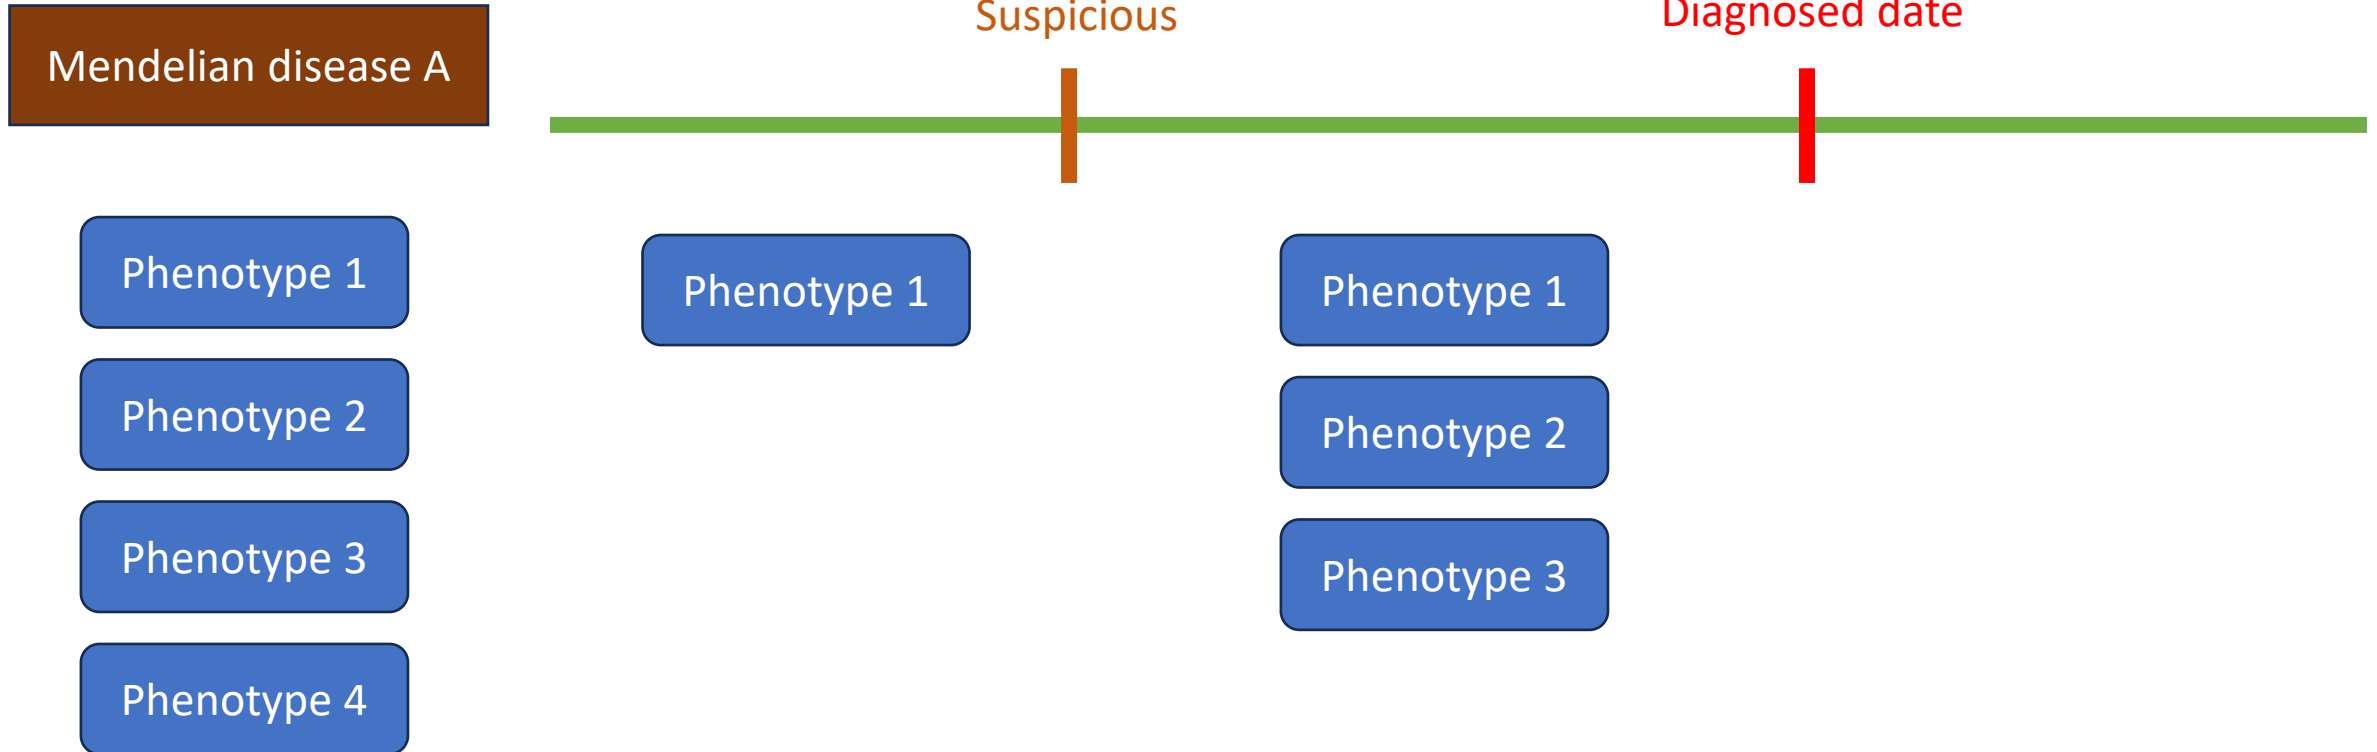 Suspicious
Diagnosed date
Mendelian disease A
Phenotype 1
Phenotype 2
Phenotype 3
Phenotype 4
Phenotype 1
Phenotype 1
Phenotype 2
Phenotype 3